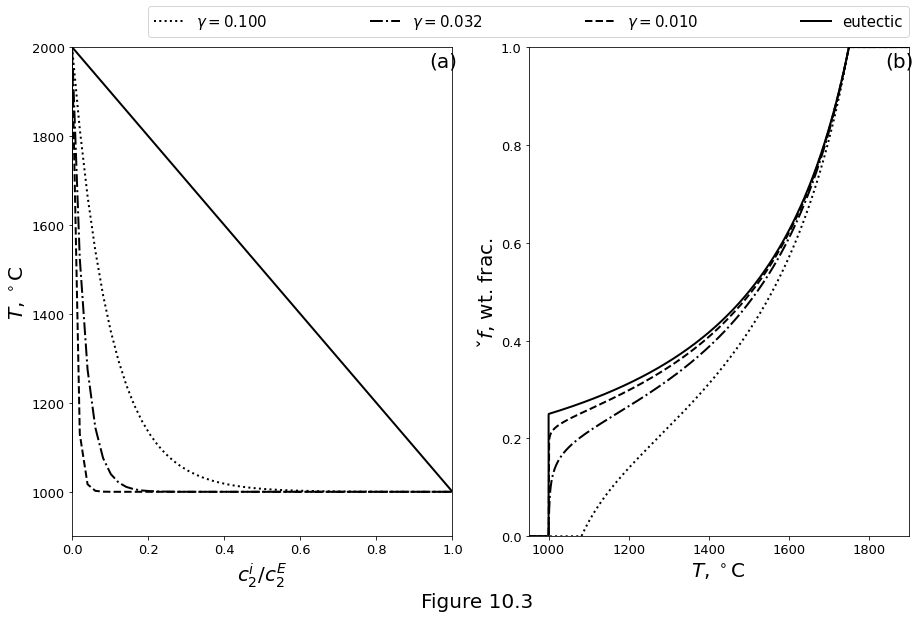 γ = 0.100 γ = 0.032 γ = 0.010 eutectic
(a)
2000
1800
1600
1400
1200
1000
T, °C
0.0 0.2 0.4 0.6 0.8 1.0
c₂ⁱ/c₂ᴱ
(b)
1.0
0.8
0.6
0.4
0.2
0.0
ˇf, wt. frac.
1000 1200 1400 1600 1800
T, °C
Figure 10.3